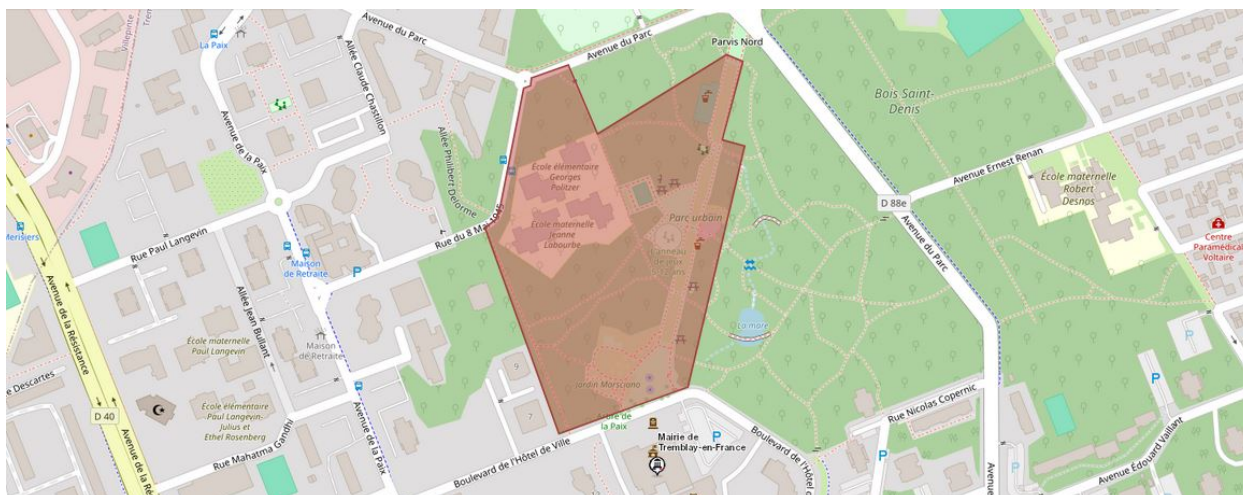 La Paix
Avenue du Parc
Avenue du Parc
Parvis Nord
Villepinte
Allée Claude Chastillon
Bois Saint-
Denis
Avenue de la Paix
Allée Philibert Delorme
École élémentaire
Georges
Politzer
École maternelle
Jeanne
Labourbe
Parc urbain
Avenue Ernest Renan
École maternelle
Robert
Desnos
D 88e
Centre
Paramédical
Voltaire
Merisiers
Rue Paul Langevin
Rue du 8 Mai 1945
Maison
de Retraite
P
Avenue du Parc
La mare
Avenue de la Résistance
Allée Jean Bullant
École maternelle
Paul Langevin
Maison
de Retraite
9
7
Jardin Marsciano
de la Paix
P
P
P
Rue Nicolas Copernic
D 40
École élémentaire
Paul Langevin-
Julius et
Ethel Rosenberg
Rue Mahatma Gandhi
Avenue de la Paix
Boulevard de l'Hôtel de Ville
Mairie de
Tremblay-en-France
P
Boulevard de l'Hôtel d
P
P
Avenue
Avenue Édouard Vaillant